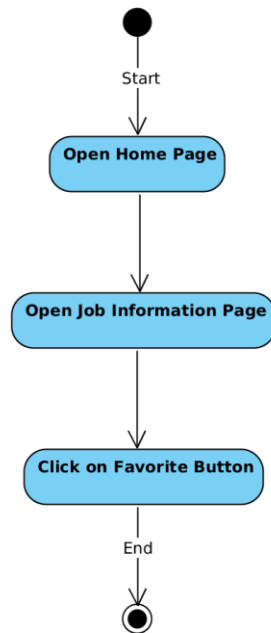 Start
Open Home Page
Open Job Information Page
Click on Favorite Button
End